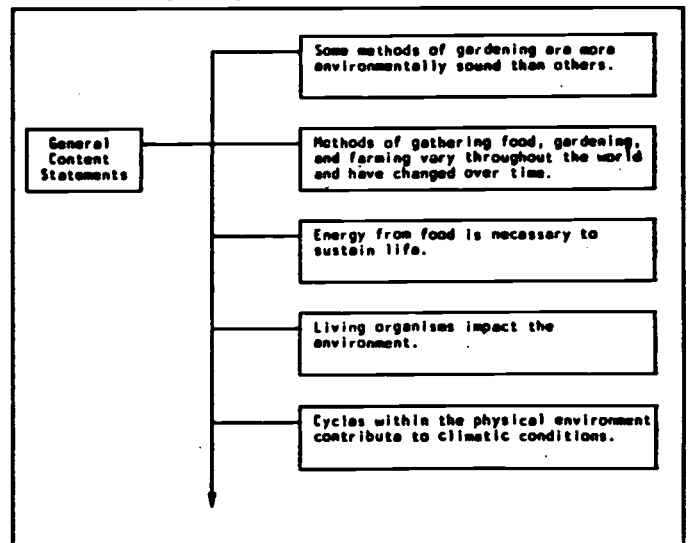 Some methods of gardening are more
environmentally sound than others.
General
Content
Statements
Methods of gathering food, gardening,
and farming vary throughout the world
and have changed over time.
Energy from food is necessary to
sustain life.
Living organisms impact the
environment.
Cycles within the physical environment
contribute to climatic conditions.